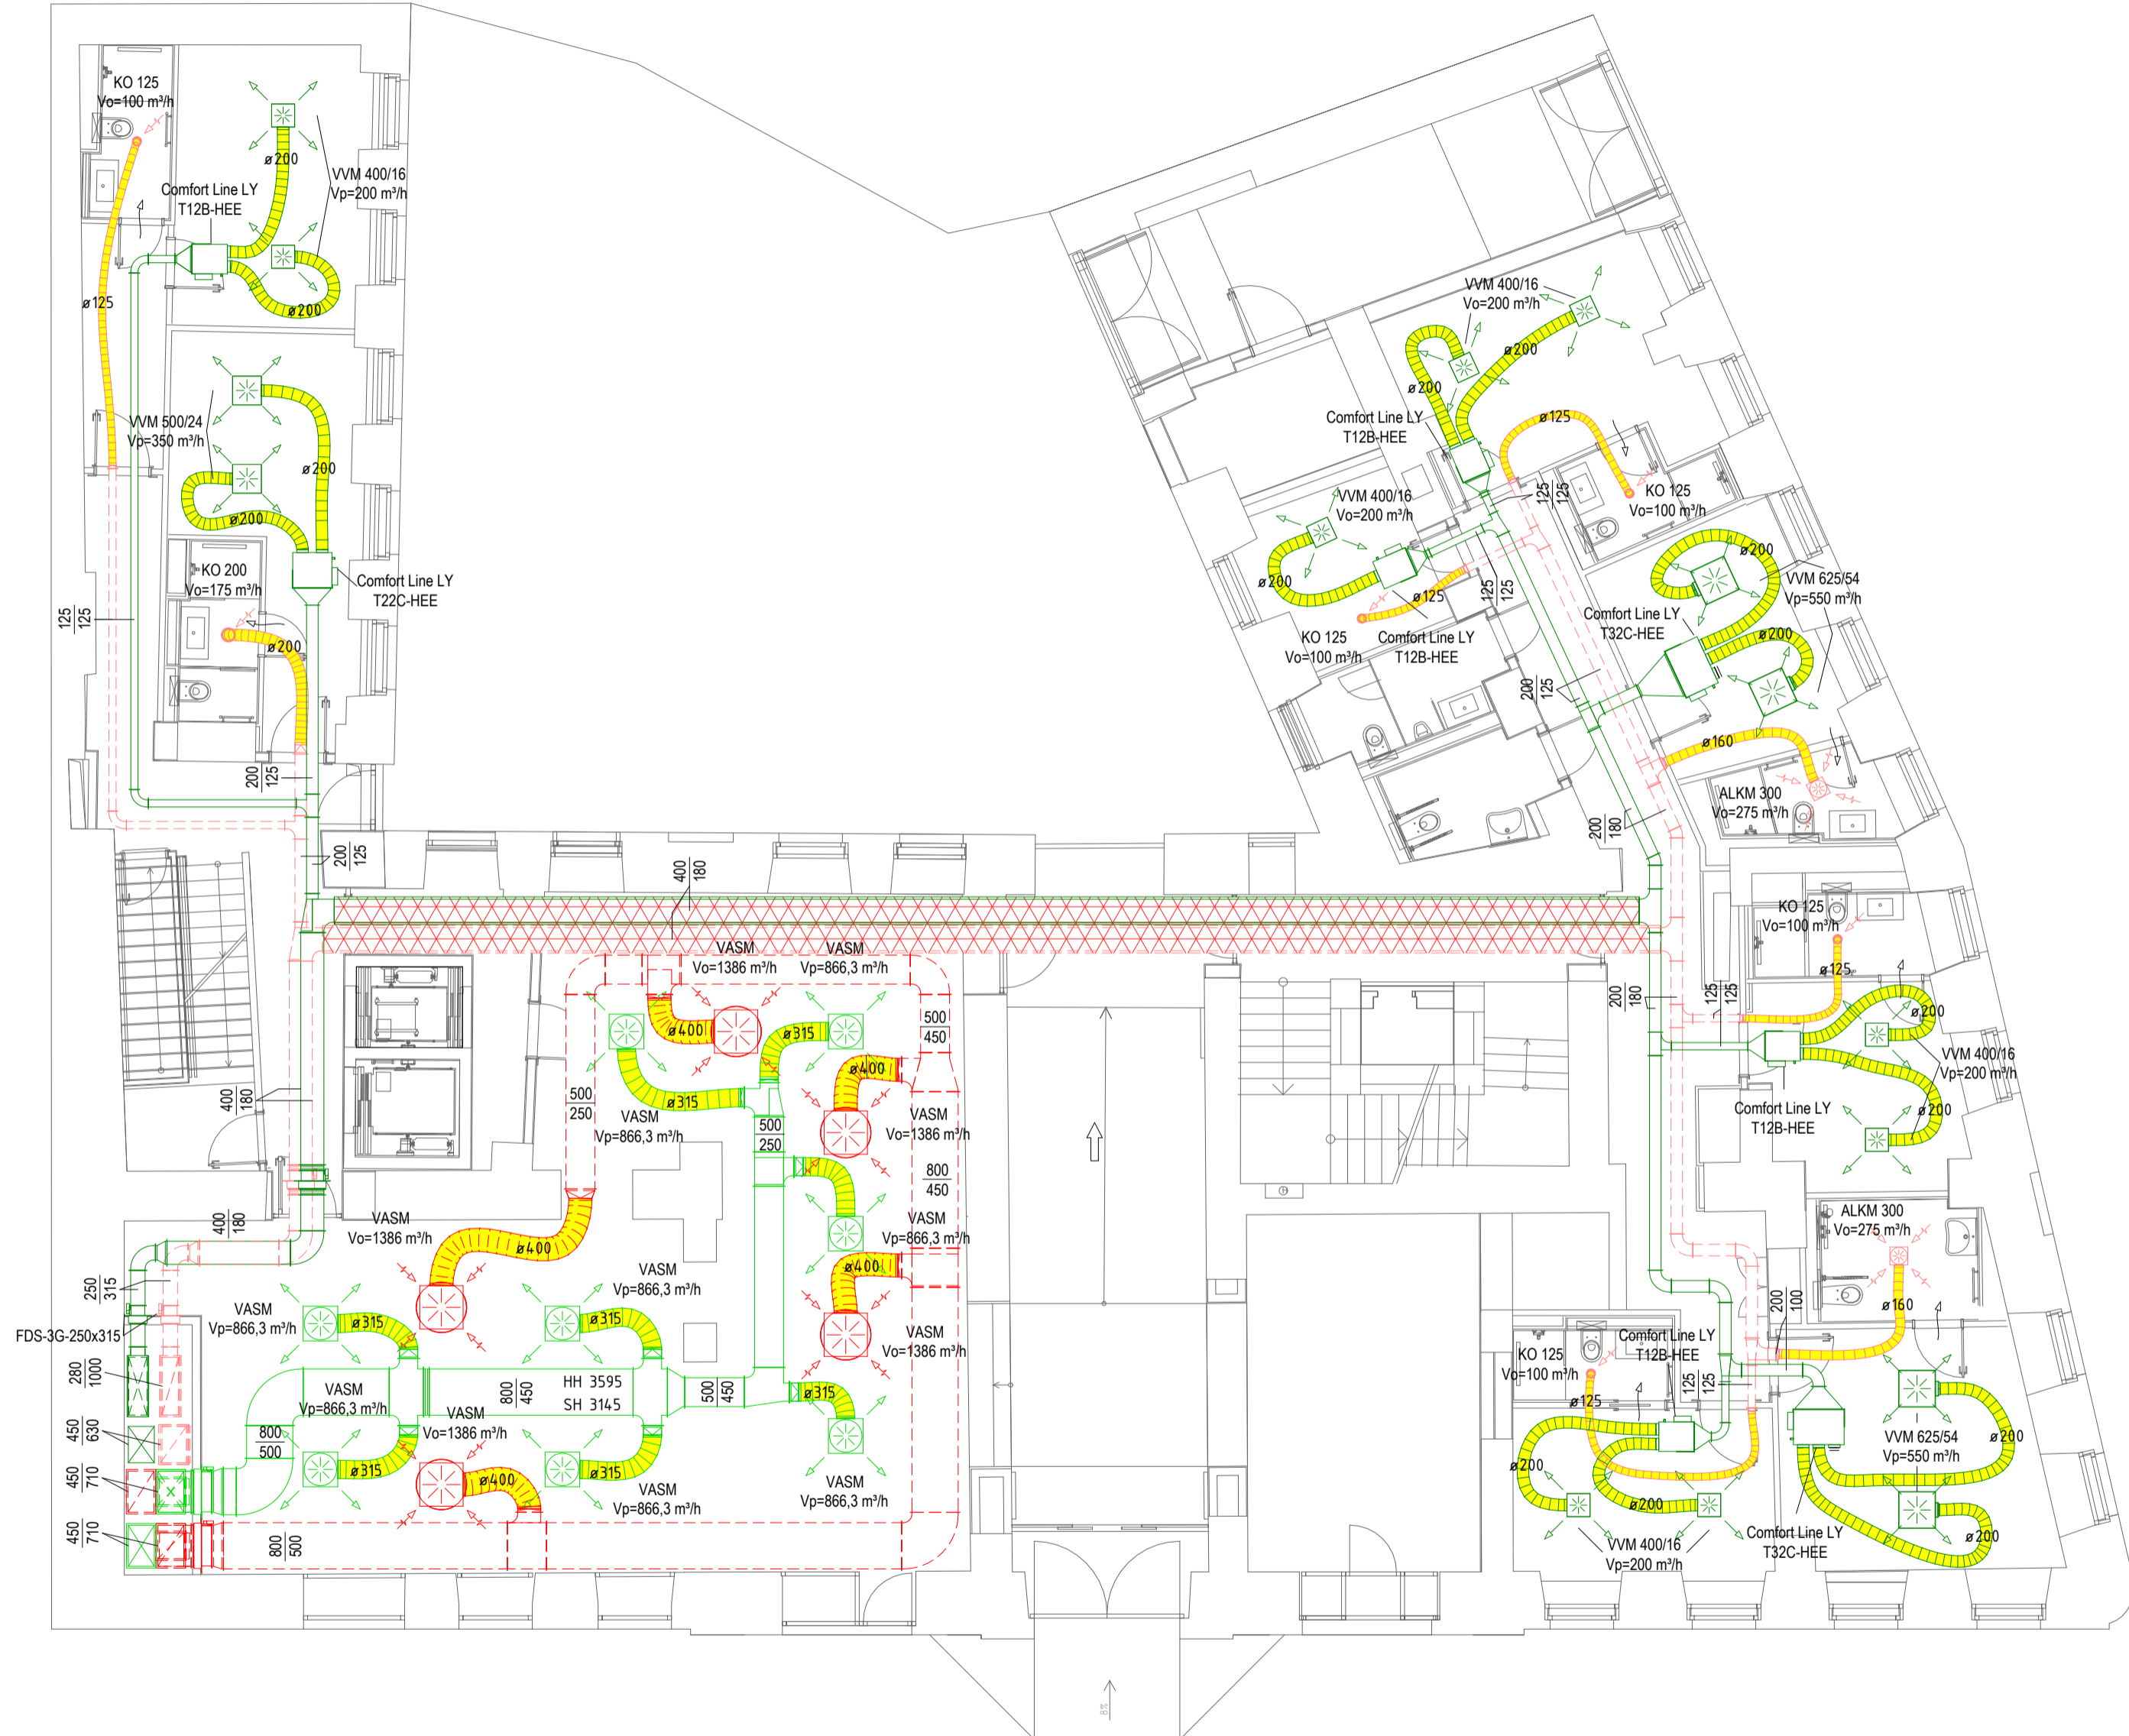 KO 125
Vo=100 m³/h
ø200
VVM 400/16
Vp=200 m³/h
Comfort Line LY
T12B-HEE
ø125
ø200
VVM 500/24
Vp=350 m³/h
ø200
ø200
KO 200
Vo=175 m³/h
Comfort Line LY
T22C-HEE
125
125
ø200
200
125
200
125
400
180
VVM 400/16
Vo=200 m³/h
ø200
ø200
Comfort Line LY
T12B-HEE
ø125
KO 125
Vo=100 m³/h
125
125
VVM 400/16
Vo=200 m³/h
ø200
ø125
125
125
KO 125
Vo=100 m³/h
Comfort Line LY
T12B-HEE
ø200
VVM 625/54
Vp=550 m³/h
Comfort Line LY
T32C-HEE
ø200
200
125
ø160
ALKM 300
Vo=275 m³/h
200
180
KO 125
Vo=100 m³/h
ø125
200
180
125
125
ø200
VVM 400/16
Vp=200 m³/h
Comfort Line LY
T12B-HEE
ø200
ALKM 300
Vo=275 m³/h
ø160
200
100
Comfort Line LY
T12B-HEE
KO 125
Vo=100 m³/h
125
125
ø125
ø200
ø200
VVM 400/16
Vp=200 m³/h
ø200
VVM 625/54
Vp=550 m³/h
ø200
Comfort Line LY
T32C-HEE
VASM
Vo=1386 m³/h
VASM
Vp=866,3 m³/h
ø400
ø315
500
450
ø400
ø315
500
250
VASM
Vp=866,3 m³/h
500
250
VASM
Vo=1386 m³/h
800
450
400
180
400
180
VASM
Vo=1386 m³/h
ø400
VASM
Vp=866,3 m³/h
ø400
VASM
Vp=866,3 m³/h
250
315
VASM
Vp=866,3 m³/h
ø315
ø315
VASM
Vo=1386 m³/h
FDS-3G-250x315
280
1000
VASM
Vp=866,3 m³/h
800
450
HH 3595
SH 3145
500
450
ø315
VASM
Vo=1386 m³/h
450
630
800
500
ø315
ø400
ø315
450
710
VASM
Vp=866,3 m³/h
VASM
Vp=866,3 m³/h
450
710
800
500
8%